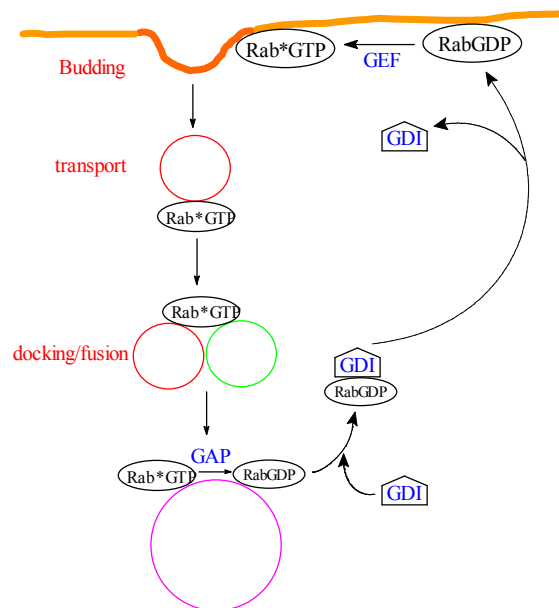 Rab*GTP
GEF
RabGDP
Budding
GDI
transport
Rab*GTP
Rab*GTP
docking/fusion
GDI
RabGDP
GAP
Rab*GTP
RabGDP
GDI